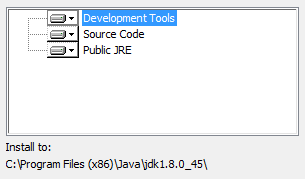 Development Tools
Source Code
Public JRE
Install to:
C:\Program Files (x86)\Java\jdk1.8.0_45\